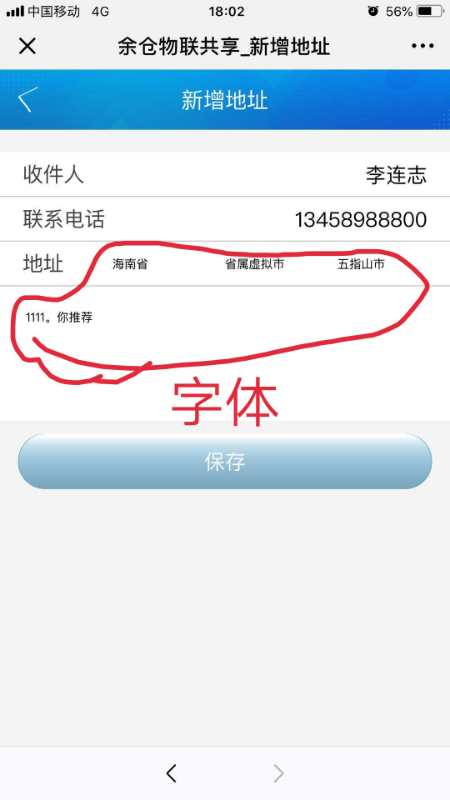 中国移动 4G 18:02 56%
余仓物联共享_新增地址
新增地址
收件人 李连志
联系电话 13458988800
地址 海南省 省属虚拟市 五指山市
1111。你推荐
字体
保存